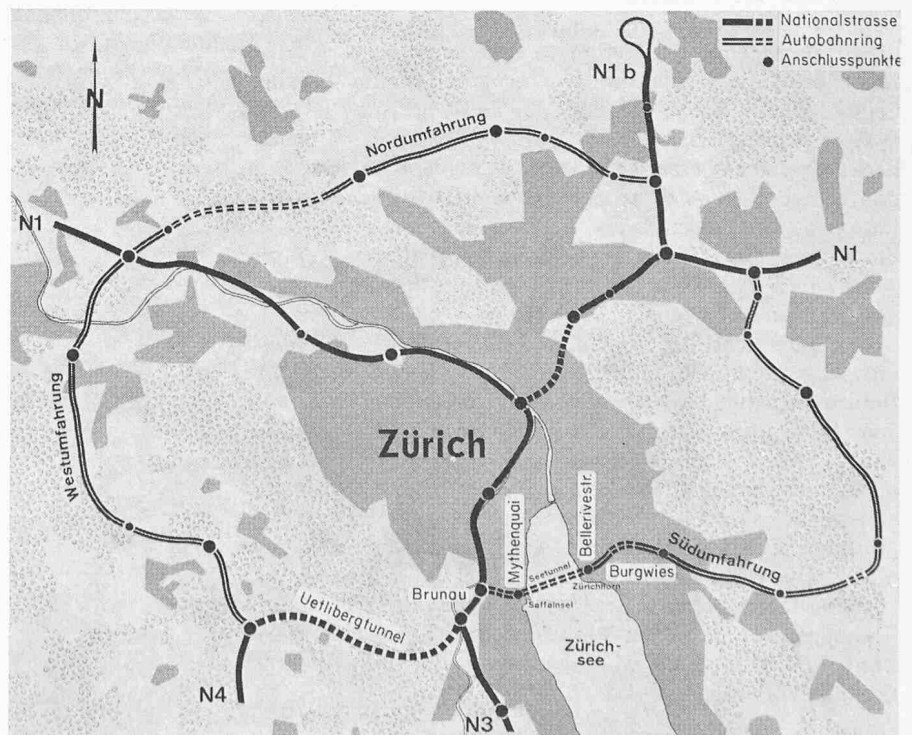 Nationalstrasse
Autobahnring
Anschlusspunkte
N1 b
N
Nordumfahrung
N1
N1
Westumfahrung
Zürich
Mythenquai
Bellerivestr.
Südumfahrung
Seetunnel
Burgwies
Brunau
Zürichhorn
Saffainsel
Uetlibergtunnel
Zürich-
see
N4
N3